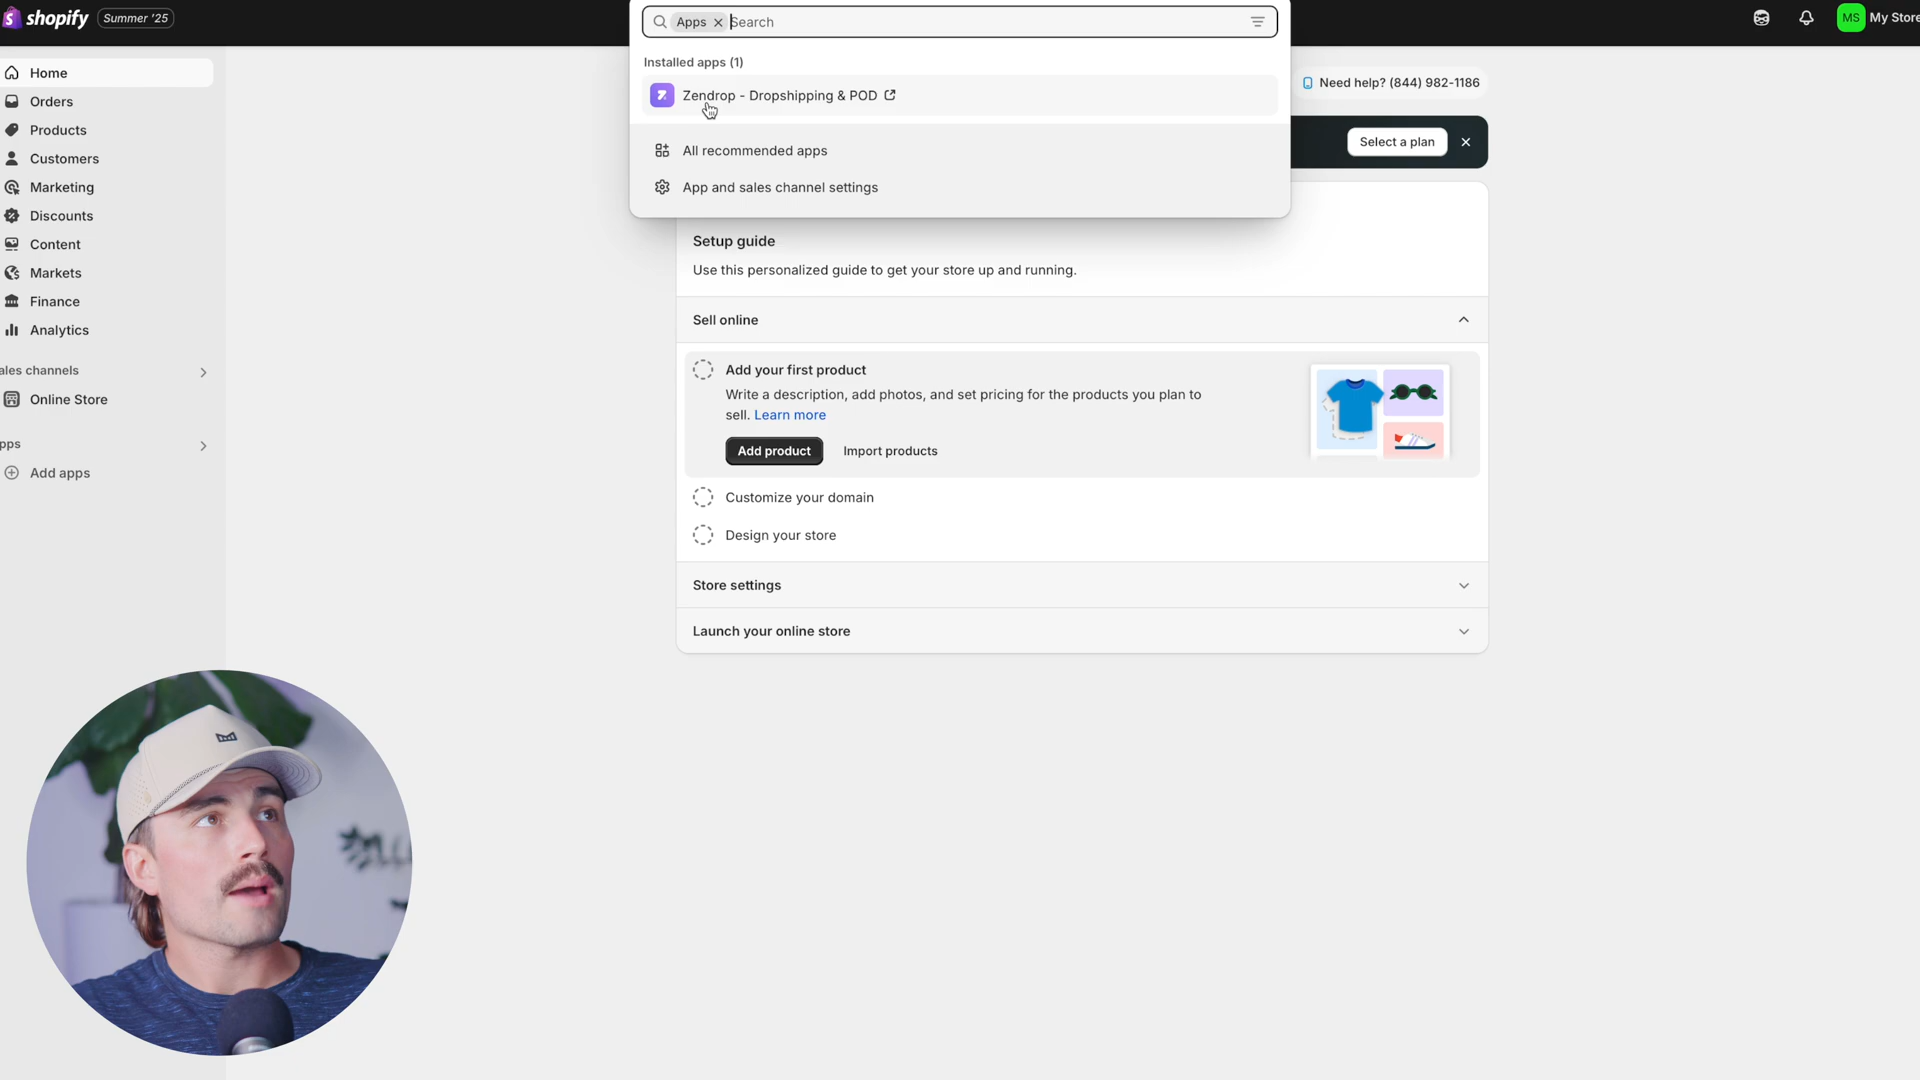 shopify Summer '25
Apps Search
MS My Store
Installed apps (1)
Zendrop - Dropshipping & POD
All recommended apps
App and sales channel settings
Need help? (844) 982-1186
Select a plan
Home
Orders
Products
Customers
Marketing
Discounts
Content
Markets
Finance
Analytics
ales channels
Online Store
pps
Add apps
Setup guide
Use this personalized guide to get your store up and running.
Sell online
Add your first product
Write a description, add photos, and set pricing for the products you plan to
sell. Learn more
Add product Import products
Customize your domain
Design your store
Store settings
Launch your online store